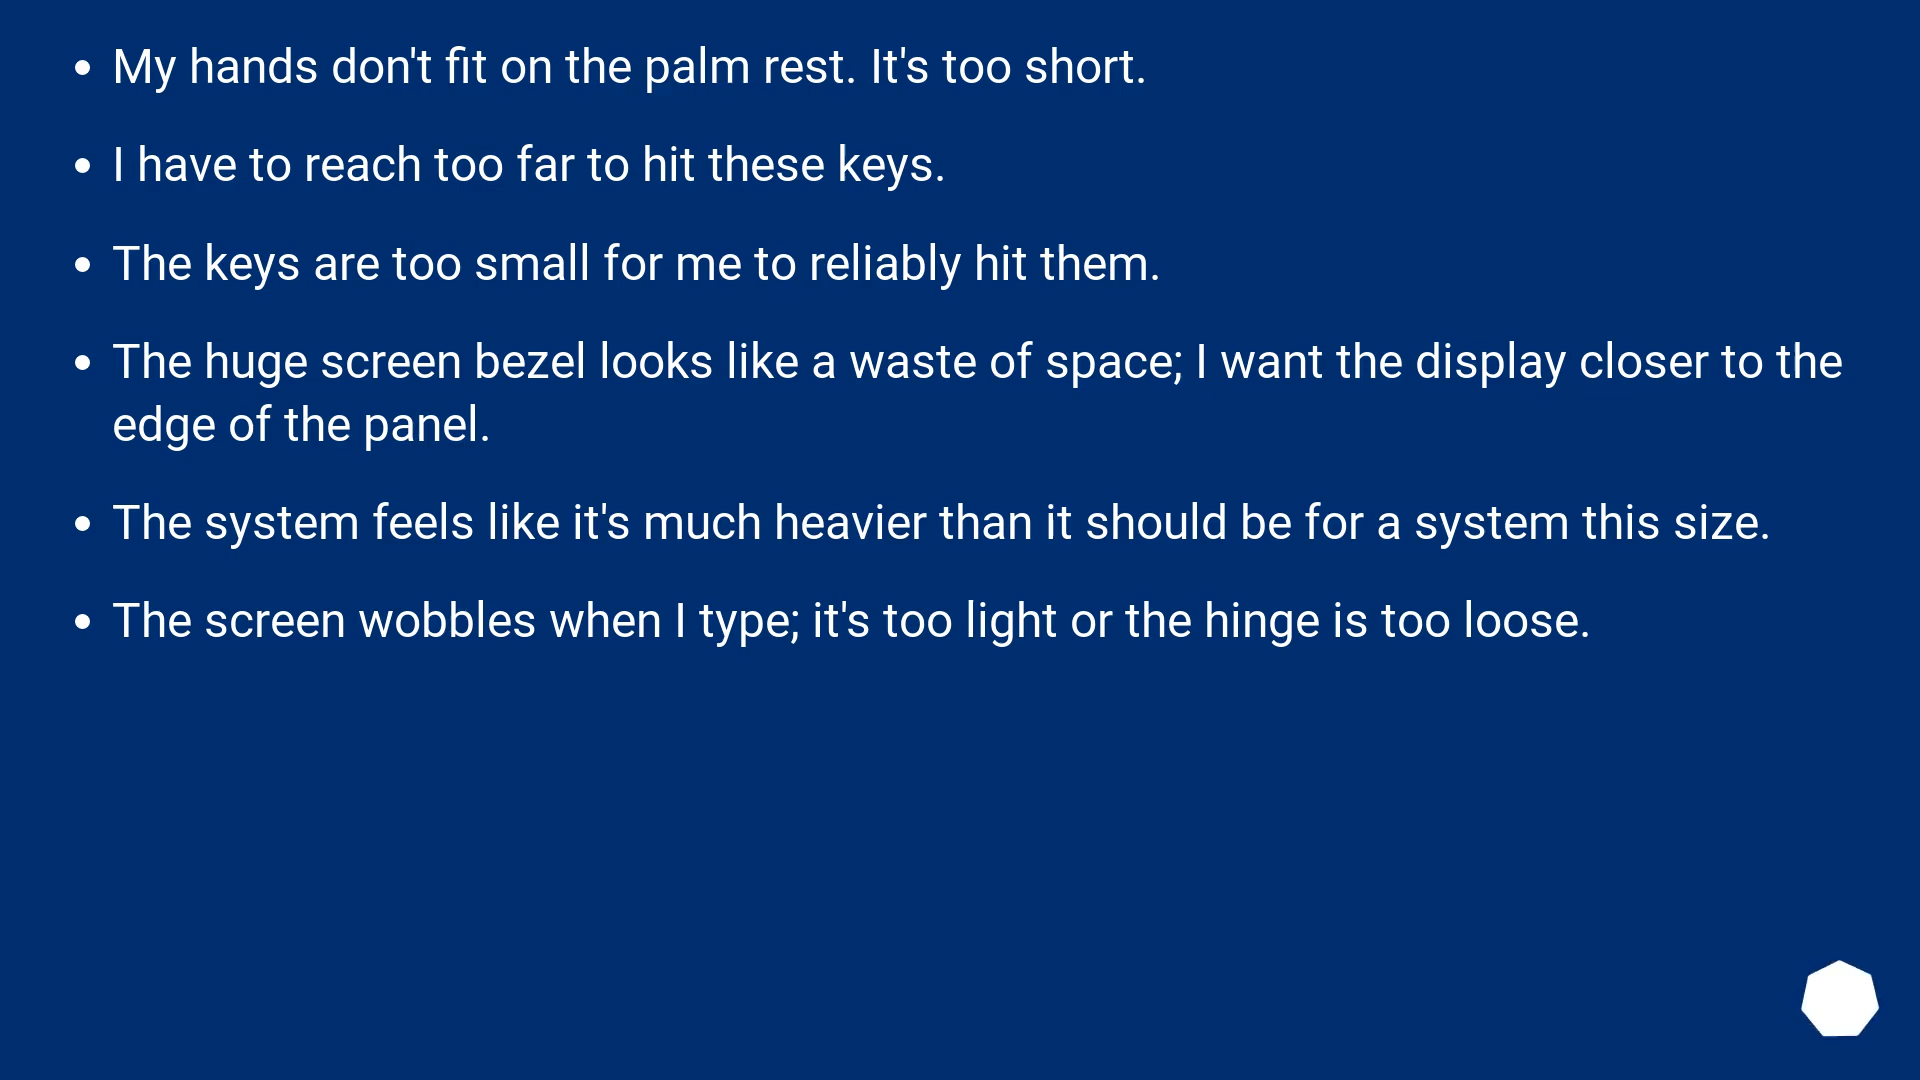 • My hands don't fit on the palm rest. It's too short.
• I have to reach too far to hit these keys.
• The keys are too small for me to reliably hit them.
• The huge screen bezel looks like a waste of space; I want the display closer to the
edge of the panel.
• The system feels like it's much heavier than it should be for a system this size.
• The screen wobbles when I type; it's too light or the hinge is too loose.